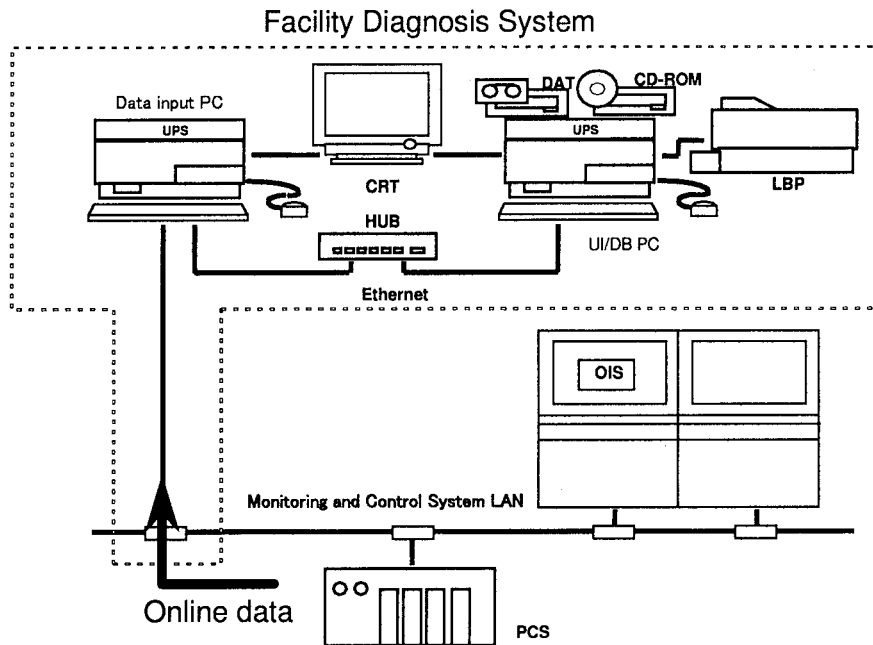 Facility Diagnosis System
DAT
CD-ROM
Data input PC
UPS
UPS
CRT
LBP
HUB
UI/DB PC
Ethernet
OIS
Monitoring and Control System LAN
Online data
PCS